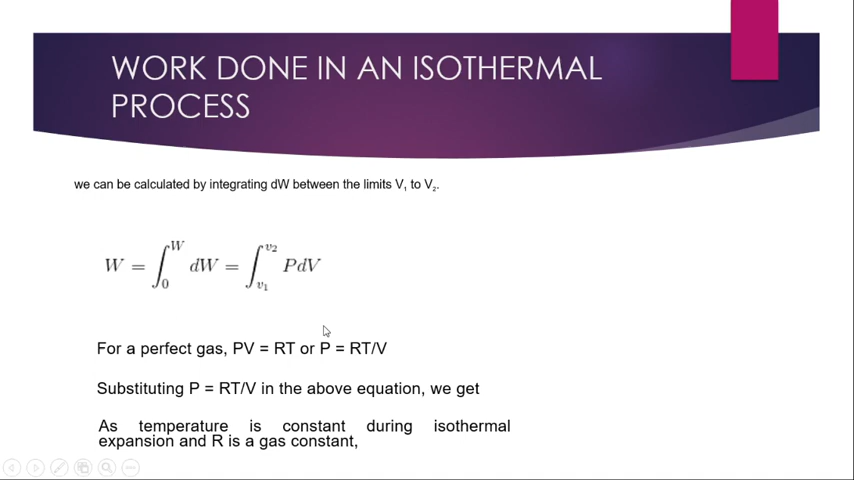 WORK DONE IN AN ISOTHERMAL
PROCESS
we can be calculated by integrating dW between the limits V, to V₂.
W = ∫₀ᵂ dW = ∫_{v₁}^{v₂} PdV
For a perfect gas, PV = RT or P = RT/V
Substituting P = RT/V in the above equation, we get
As temperature is constant during isothermal
expansion and R is a gas constant,